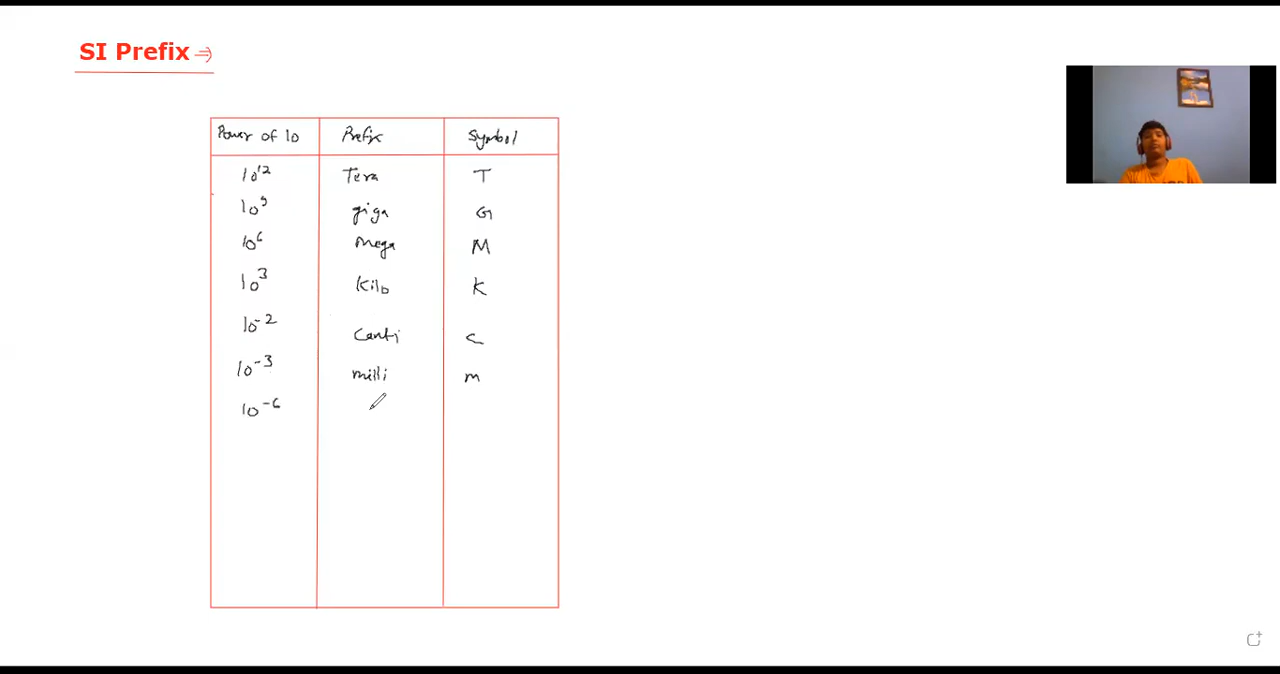 SI Prefix ⇒
Power of 10 Prefix Symbol
10¹² Tera T
10⁹ giga G
10⁶ Mega M
10³ Kilo K
10⁻² Centi c
10⁻³ milli m
10⁻⁶